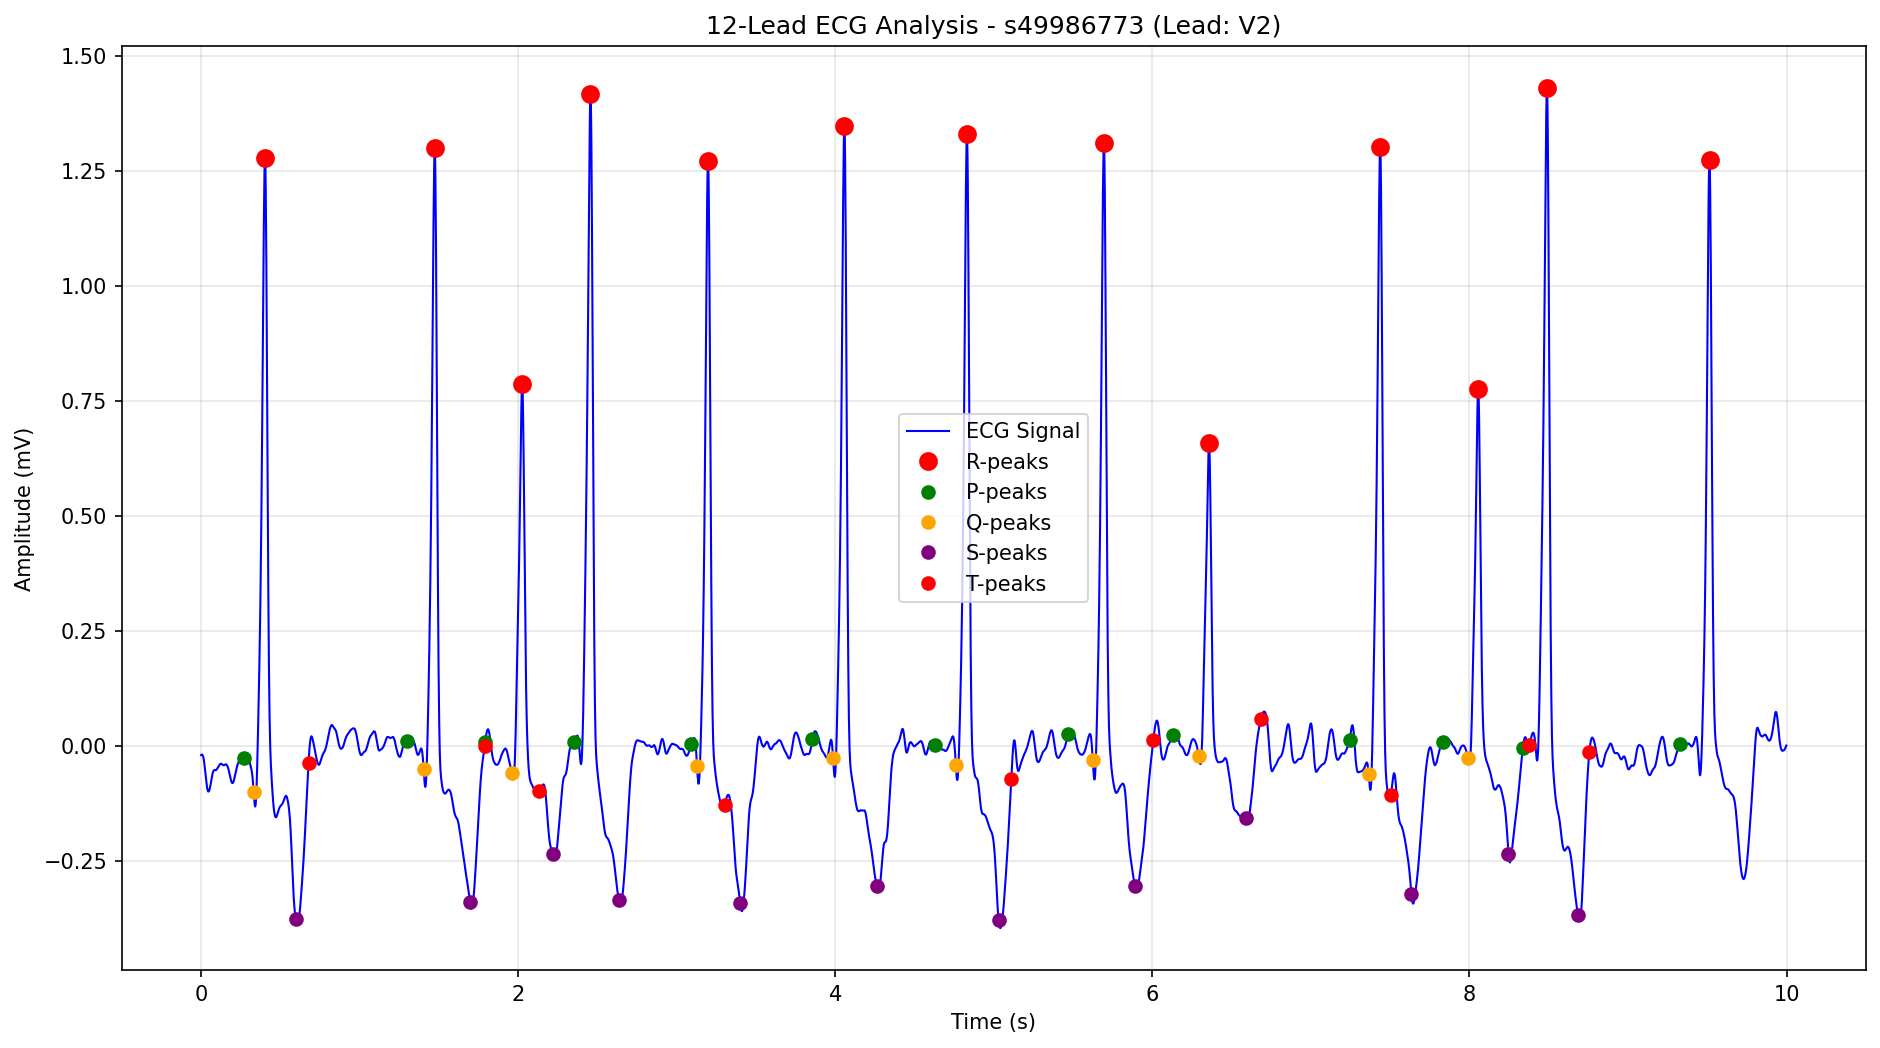 12-Lead ECG Analysis - s49986773 (Lead: V2)
Amplitude (mV)
1.50
1.25
1.00
0.75
0.50
0.25
0.00
−0.25
ECG Signal
R-peaks
P-peaks
Q-peaks
S-peaks
T-peaks
0 2 4 6 8 10
Time (s)